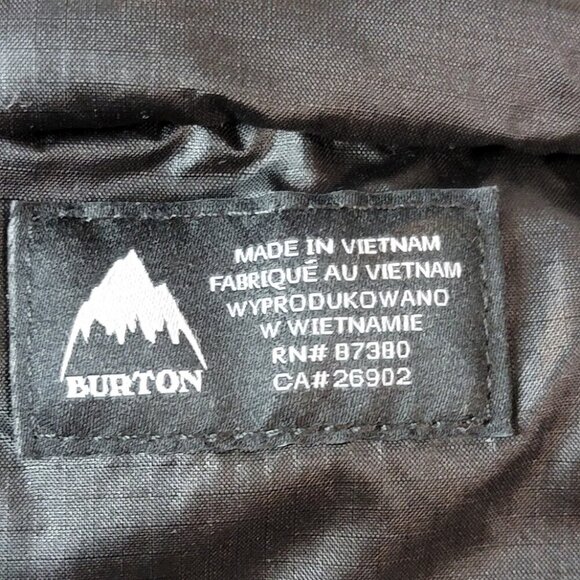 BURTON
MADE IN VIETNAM
FABRIQUÉ AU VIETNAM
WYPRODUKOWANO
W WIETNAMIE
RN# 87380
CA#26902